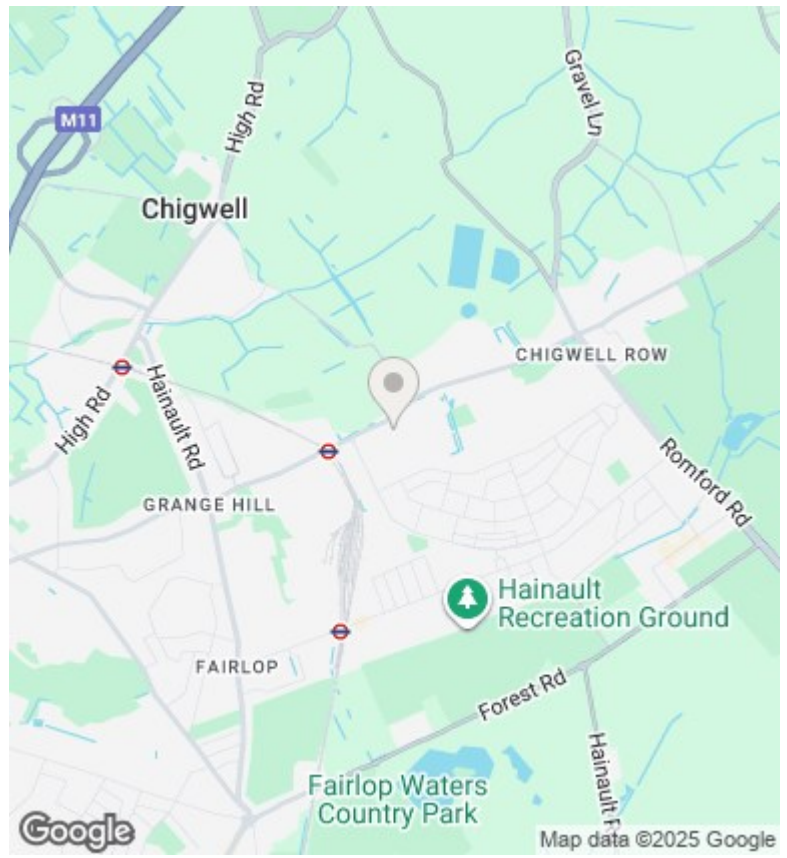 M11
High Rd
Gravel Ln
Chigwell
CHIGWELL ROW
High Rd
Hainault Rd
Romford Rd
GRANGE HILL
Hainault
Recreation Ground
FAIRLOP
Forest Rd
Hainault R
Fairlop Waters
Country Park
Google
Map data ©2025 Google